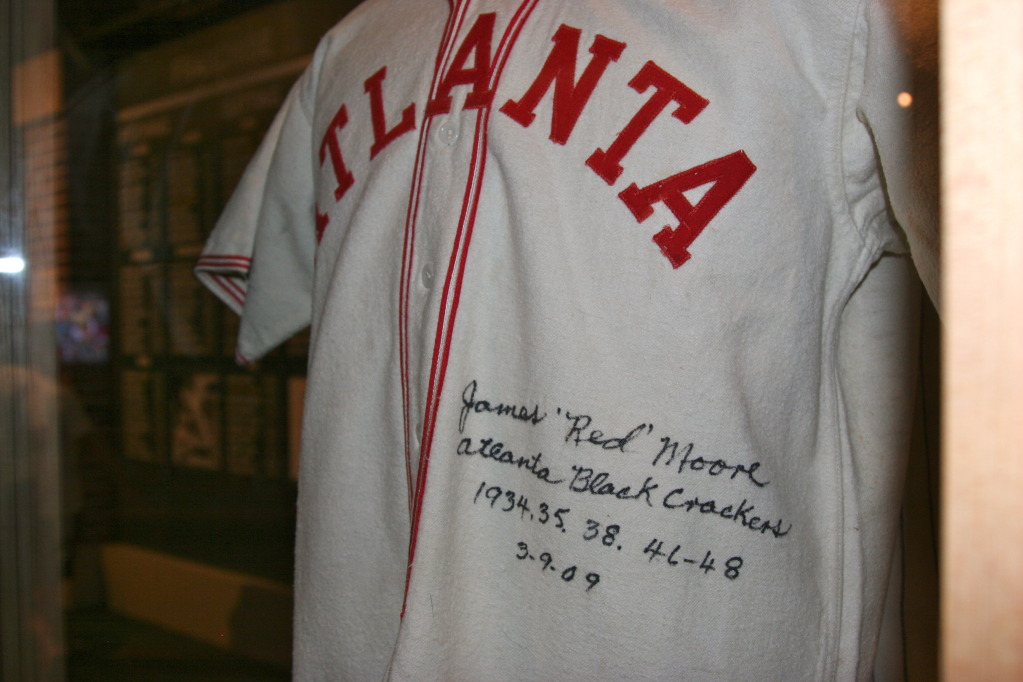 ATLANTA
James 'Red' Moore
Atlanta Black Crackers
1934.35. 38. 46-48
3-9-09